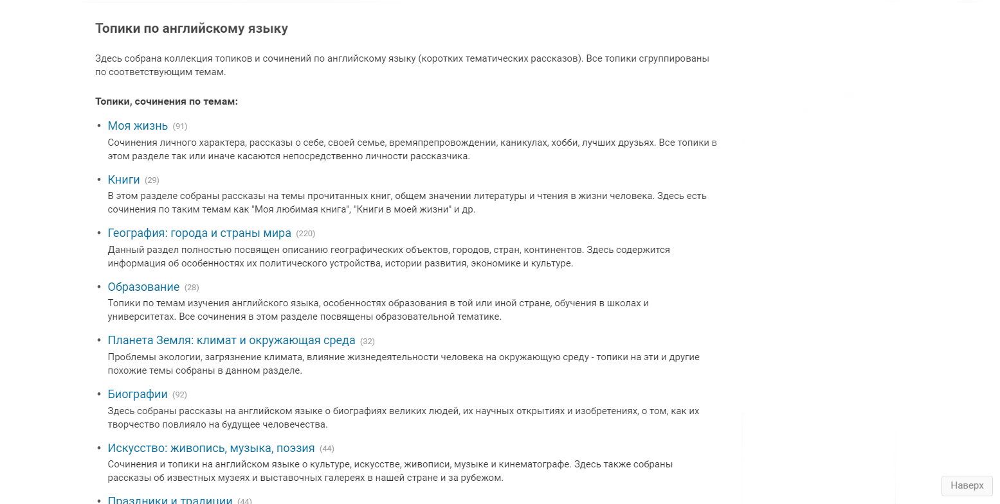 Топики по английскому языку
Здесь собрана коллекция топиков и сочинений по английскому языку (коротких тематических рассказов). Все топики сгруппированы
по соответствующим темам.
Топики, сочинения по темам:
• Моя жизнь (91)
Сочинения личного характера, рассказы о себе, своей семье, времяпрепровождении, каникулах, хобби, лучших друзьях. Все топики в
этом разделе так или иначе касаются непосредственно личности рассказчика.
• Книги (29)
В этом разделе собраны рассказы на темы прочитанных книг, общем значении литературы и чтения в жизни человека. Здесь есть
сочинения по таким темам как "Моя любимая книга", "Книги в моей жизни" и др.
• География: города и страны мира (220)
Данный раздел полностью посвящен описанию географических объектов, городов, стран, континентов. Здесь содержится
информация об особенностях их политического устройства, истории развития, экономике и культуре.
• Образование (28)
Топики по темам изучения английского языка, особенностях образования в той или иной стране, обучения в школах и
университетах. Все сочинения в этом разделе посвящены образовательной тематике.
• Планета Земля: климат и окружающая среда (32)
Проблемы экологии, загрязнение климата, влияние жизнедеятельности человека на окружающую среду - топики на эти и другие
похожие темы собраны в данном разделе.
• Биографии (92)
Здесь собраны рассказы на английском языке о биографиях великих людей, их научных открытиях и изобретениях, о том, как их
творчество повлияло на будущее человечества.
• Искусство: живопись, музыка, поэзия (44)
Сочинения и топики на английском языке о культуре, искусстве, живописи, музыке и кинематографе. Здесь также собраны
рассказы об известных музеях и выставочных галереях в нашей стране и за рубежом.
Наверх
• Праздники и традиции (44)